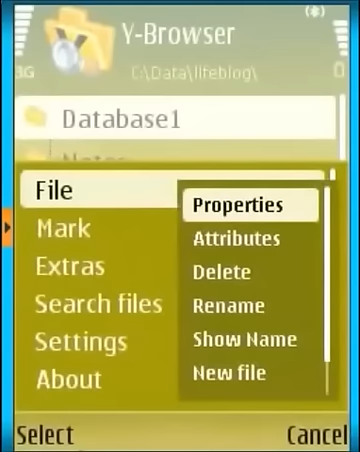 Y-Browser
3G
C:\Data\lifeblog\
0
Database1
File
Mark
Extras
Search files
Settings
About
Properties
Attributes
Delete
Rename
Show Name
New file
Select
Cancel